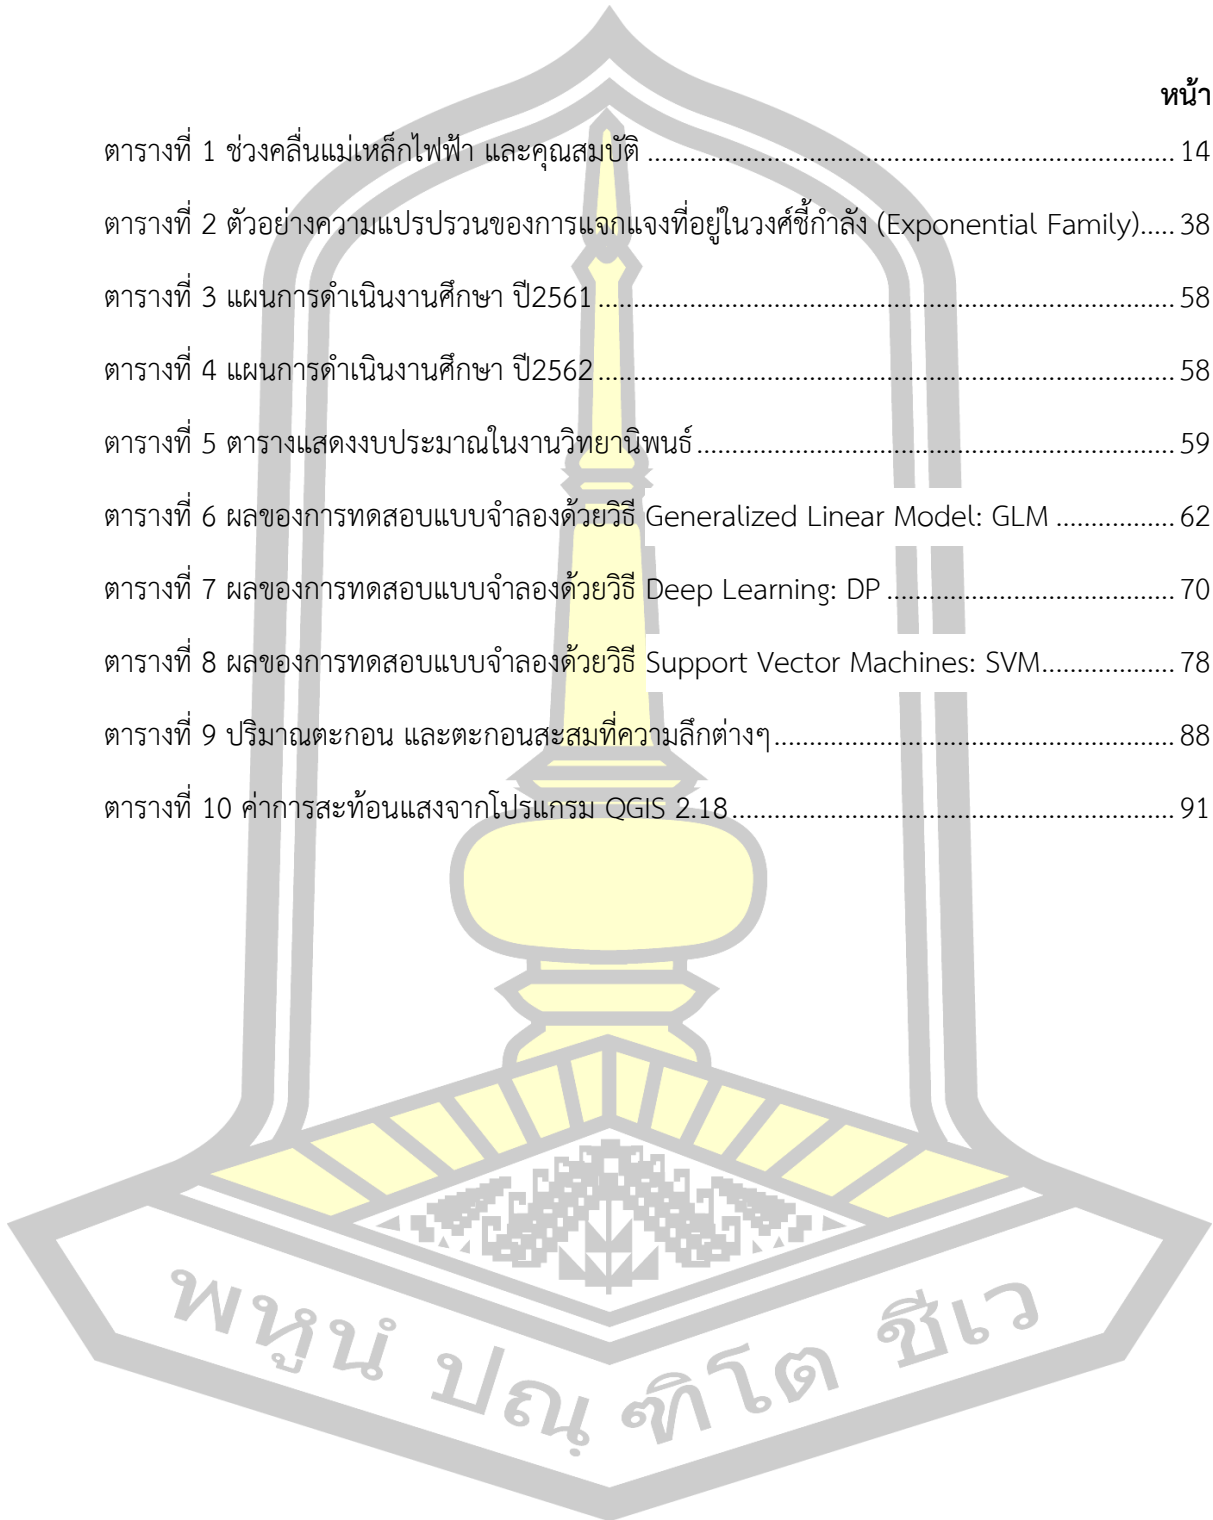 หน้า
ตารางที่ 1 ช่วงคลื่นแม่เหล็กไฟฟ้า และคุณสมบัติ ........................................................................................ 14
ตารางที่ 2 ตัวอย่างความแปรปรวนของการแจกแจงที่อยู่ในวงศ์ชี้กำลัง (Exponential Family)..... 38
ตารางที่ 3 แผนการดำเนินงานศึกษา ปี2561 ................................................................................................ 58
ตารางที่ 4 แผนการดำเนินงานศึกษา ปี2562 ................................................................................................ 58
ตารางที่ 5 ตารางแสดงงบประมาณในงานวิทยานิพนธ์ ................................................................................ 59
ตารางที่ 6 ผลของการทดสอบแบบจำลองด้วยวิธี Generalized Linear Model: GLM .................... 62
ตารางที่ 7 ผลของการทดสอบแบบจำลองด้วยวิธี Deep Learning: DP ................................................ 70
ตารางที่ 8 ผลของการทดสอบแบบจำลองด้วยวิธี Support Vector Machines: SVM...................... 78
ตารางที่ 9 ปริมาณตะกอน และตะกอนสะสมที่ความลึกต่างๆ ................................................................... 88
ตารางที่ 10 ค่าการสะท้อนแสงจากโปรแกรม QGIS 2.18 .......................................................................... 91
พหูนํ ปณฺฑิโต ชีเว